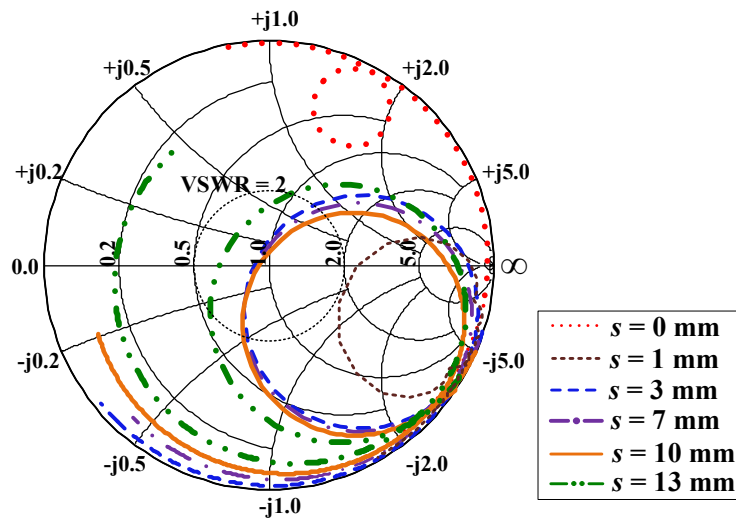 +j1.0
+j0.5
+j2.0
+j0.2
VSWR = 2
+j5.0
0.0
0.2
0.5
1.0
2.0
5.0
∞
-j0.2
-j5.0
-j0.5
-j2.0
-j1.0
s = 0 mm
s = 1 mm
s = 3 mm
s = 7 mm
s = 10 mm
s = 13 mm